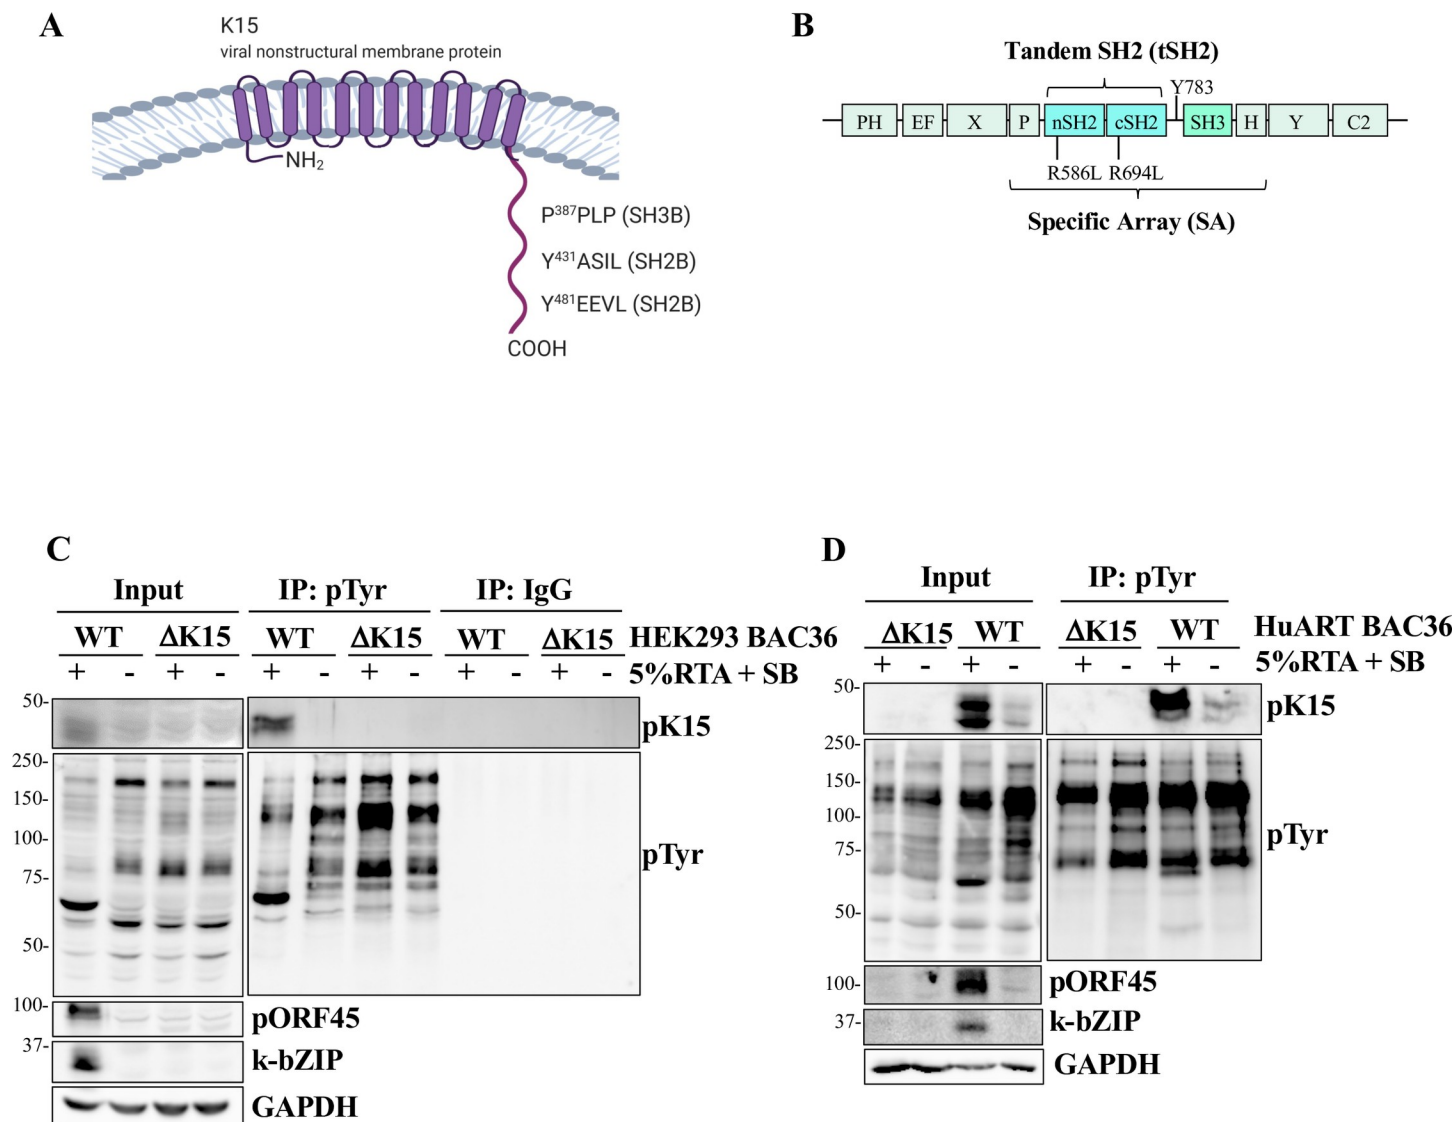 A
K15
viral nonstructural membrane protein
NH₂
P³⁸⁷PLP (SH3B)
Y⁴³¹ASIL (SH2B)
Y⁴⁸¹EEVL (SH2B)
COOH
B
Tandem SH2 (tSH2)
Y783
PH EF X P nSH2 cSH2 SH3 H Y C2
R586L R694L
Specific Array (SA)
C
Input IP: pTyr IP: IgG
WT ΔK15 WT ΔK15 WT ΔK15 HEK293 BAC36
+ - + - + - + - + - + - 5%RTA + SB
50-
pK15
250-
150-
100-
75-
50-
pTyr
100-
pORF45
37-
k-bZIP
GAPDH
D
Input IP: pTyr
ΔK15 WT ΔK15 WT HuART BAC36
+ - + - + - + - 5%RTA + SB
50-
pK15
250-
150-
100-
75-
50-
pTyr
100-
pORF45
37-
k-bZIP
GAPDH